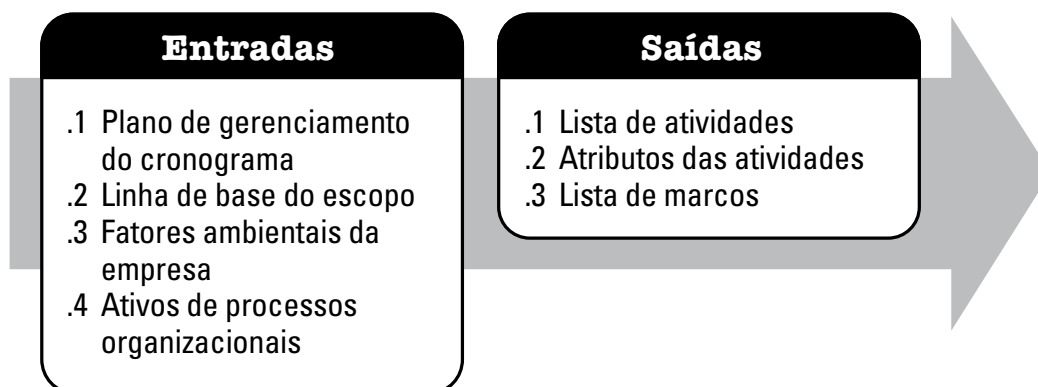 Entradas
.1 Plano de gerenciamento
do cronograma
.2 Linha de base do escopo
.3 Fatores ambientais da
empresa
.4 Ativos de processos
organizacionais
Saídas
.1 Lista de atividades
.2 Atributos das atividades
.3 Lista de marcos